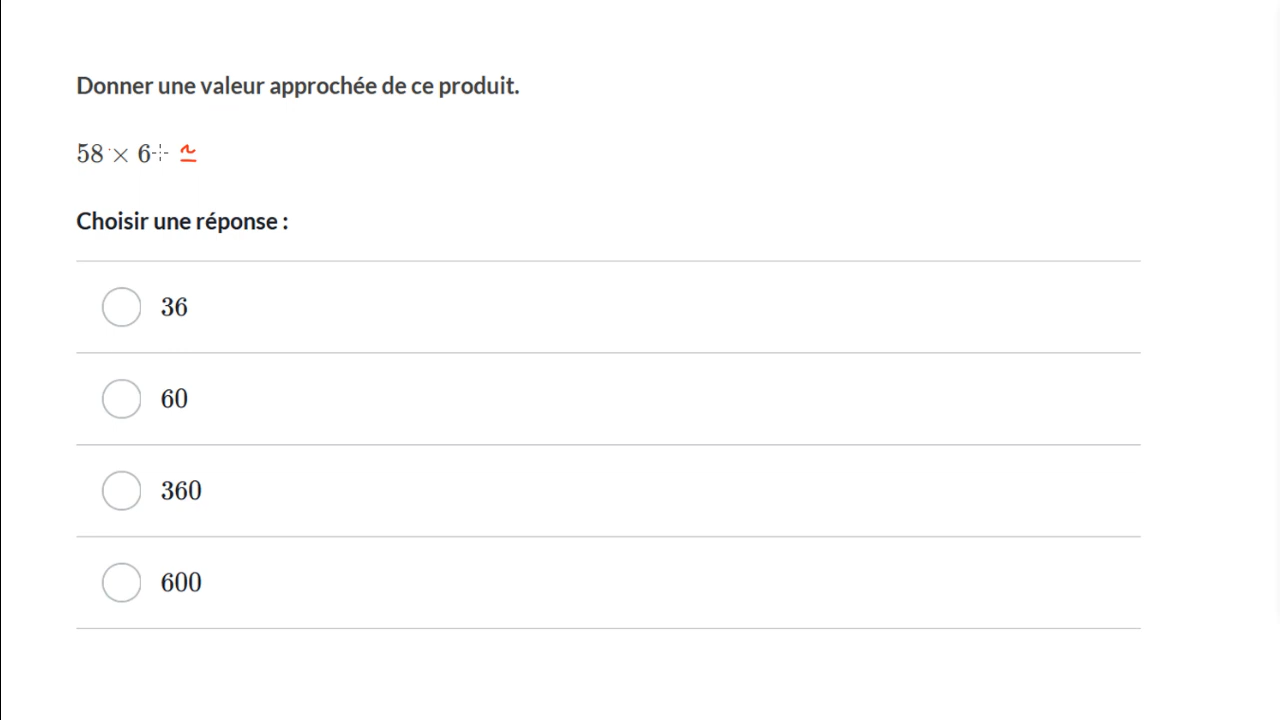 Donner une valeur approchée de ce produit.
58 × 6 ≃
Choisir une réponse :
36
60
360
600